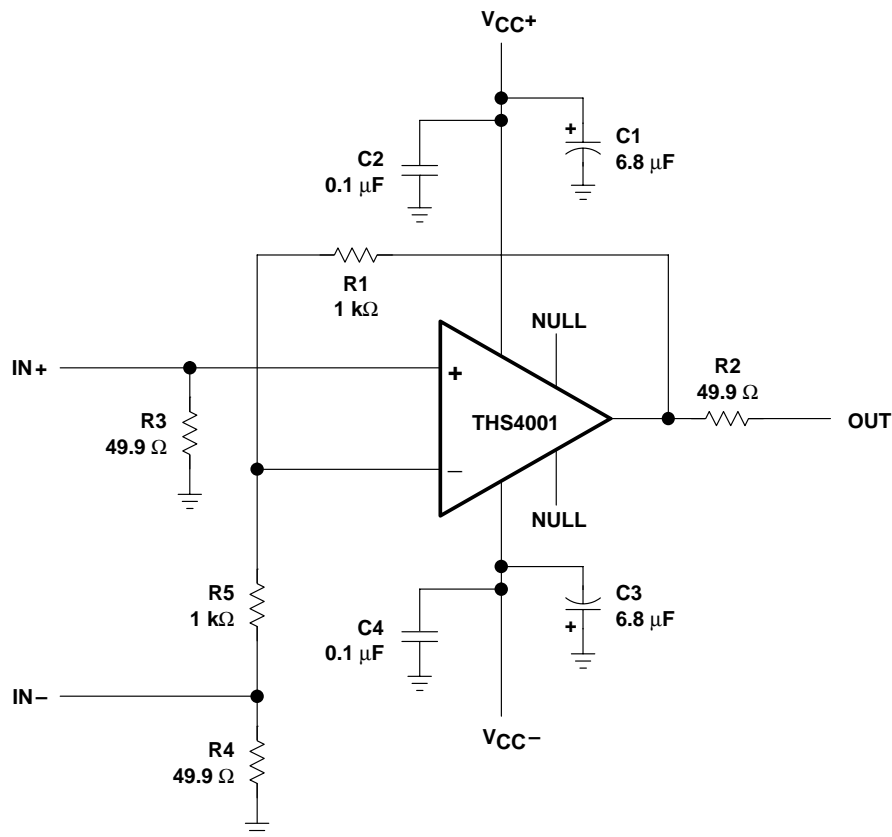 VCC+
C1
6.8 μF
C2
0.1 μF
R1
1 kΩ
NULL
IN+
+
THS4001
R2
49.9 Ω
OUT
R3
49.9 Ω
−
NULL
R5
1 kΩ
C4
0.1 μF
C3
6.8 μF
+
IN−
VCC−
R4
49.9 Ω
+